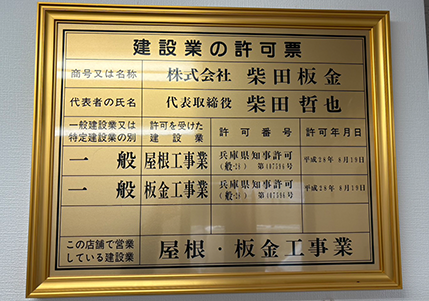 建設業の許可票
商号又は名称 株式会社 柴田板金
代表者の氏名 代表取締役 柴田哲也
一般建設業又は特定建設業の別 許可を受けた建設業 許可番号 許可年月日
一般 屋根工事業 兵庫県知事許可 平成28年 8月19日
一般 板金工事業 兵庫県知事許可 平成28年 8月19日
この店舗で営業している建設業 屋根・板金工事業